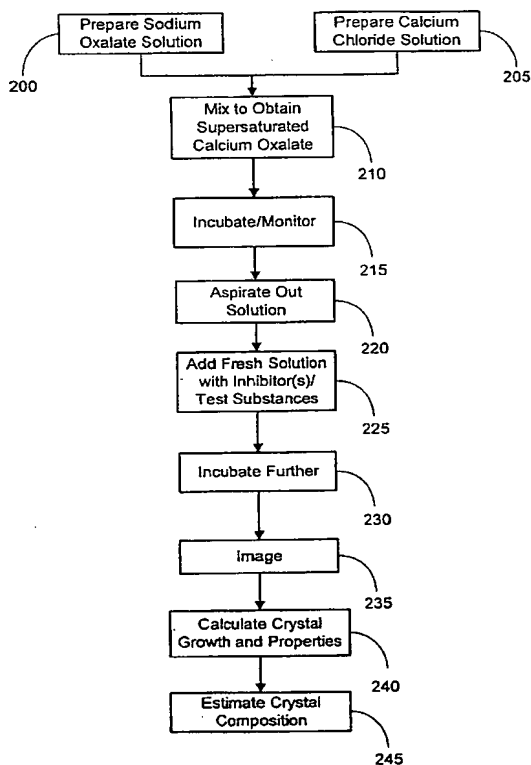 Prepare Sodium
Oxalate Solution
200
Prepare Calcium
Chloride Solution
205
Mix to Obtain
Supersaturated
Calcium Oxalate
210
Incubate/Monitor
215
Aspirate Out
Solution
220
Add Fresh Solution
with Inhibitor(s)/
Test Substances
225
Incubate Further
230
Image
235
Calculate Crystal
Growth and Properties
240
Estimate Crystal
Composition
245